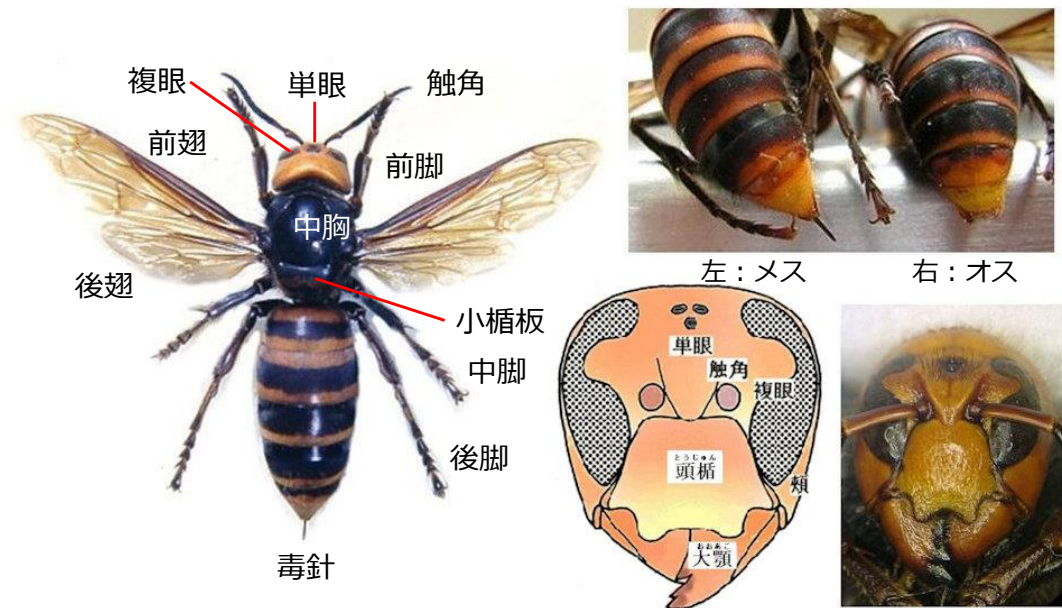 複眼
単眼
触角
前翅
前脚
中胸
後翅
小楯板
中脚
後脚
毒針
左：メス
右：オス
単眼
触角
複眼
とうじゅん
頭楯
頬
おおあご
大顎